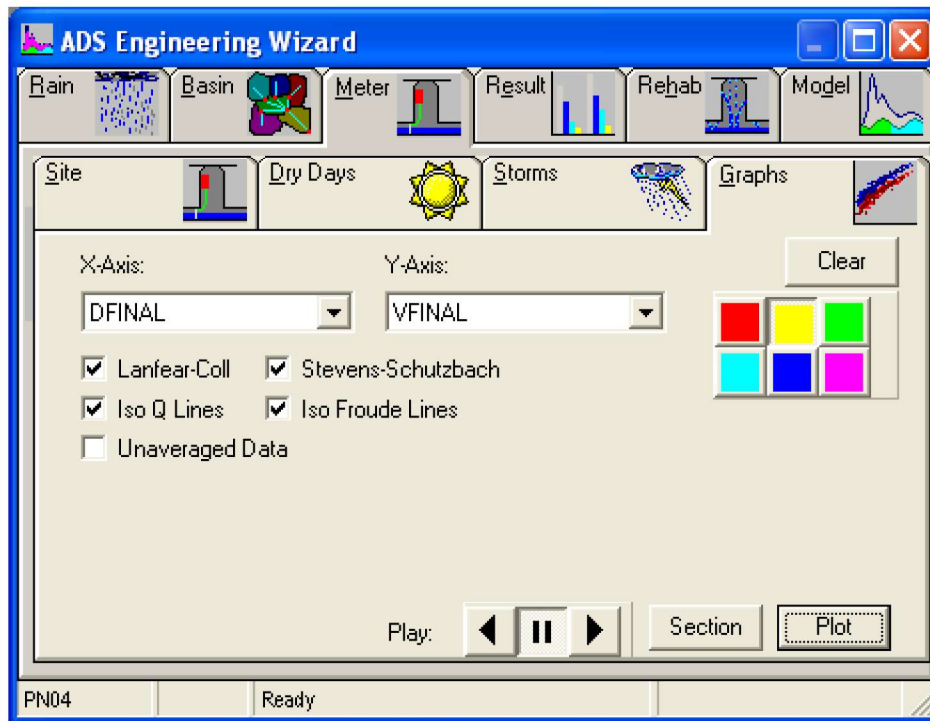 ADS Engineering Wizard
Rain Basin Meter Result Rehab Model
Site Dry Days Storms Graphs
X-Axis: Y-Axis: Clear
DFINAL VFINAL
Lanfear-Coll Stevens-Schutzbach
Iso Q Lines Iso Froude Lines
Unaveraged Data
Play: Section Plot
PN04 Ready